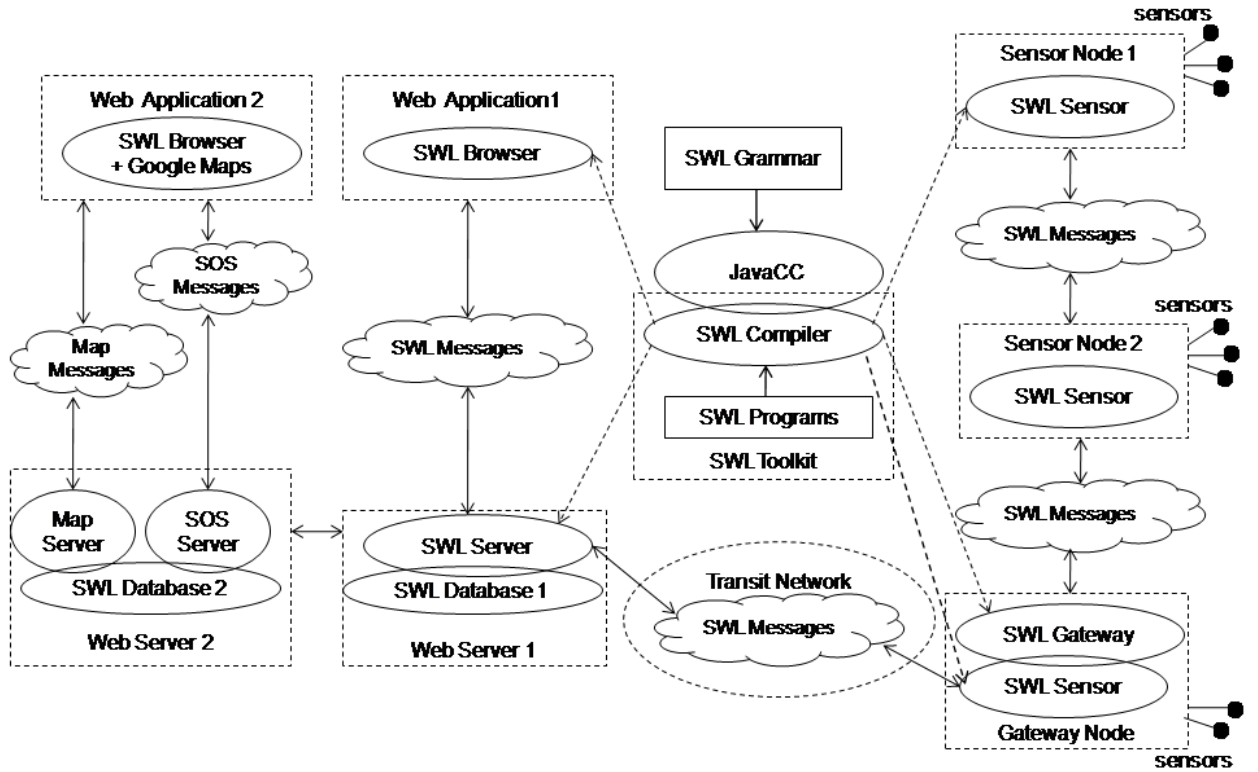 sensors
Sensor Node 1
SWL Sensor
Web Application 2
SWL Browser
+ Google Maps
Web Application1
SWL Browser
SWL Grammar
SWL Messages
SOS
Messages
JavaCC
Map
Messages
SWL Messages
SWL Compiler
sensors
Sensor Node 2
SWL Sensor
SWL Programs
SWL Toolkit
SWL Messages
Map
Server
SOS
Server
SWL Database 2
Web Server 2
SWL Server
SWL Database 1
Web Server 1
Transit Network
SWL Messages
SWL Gateway
SWL Sensor
Gateway Node
sensors